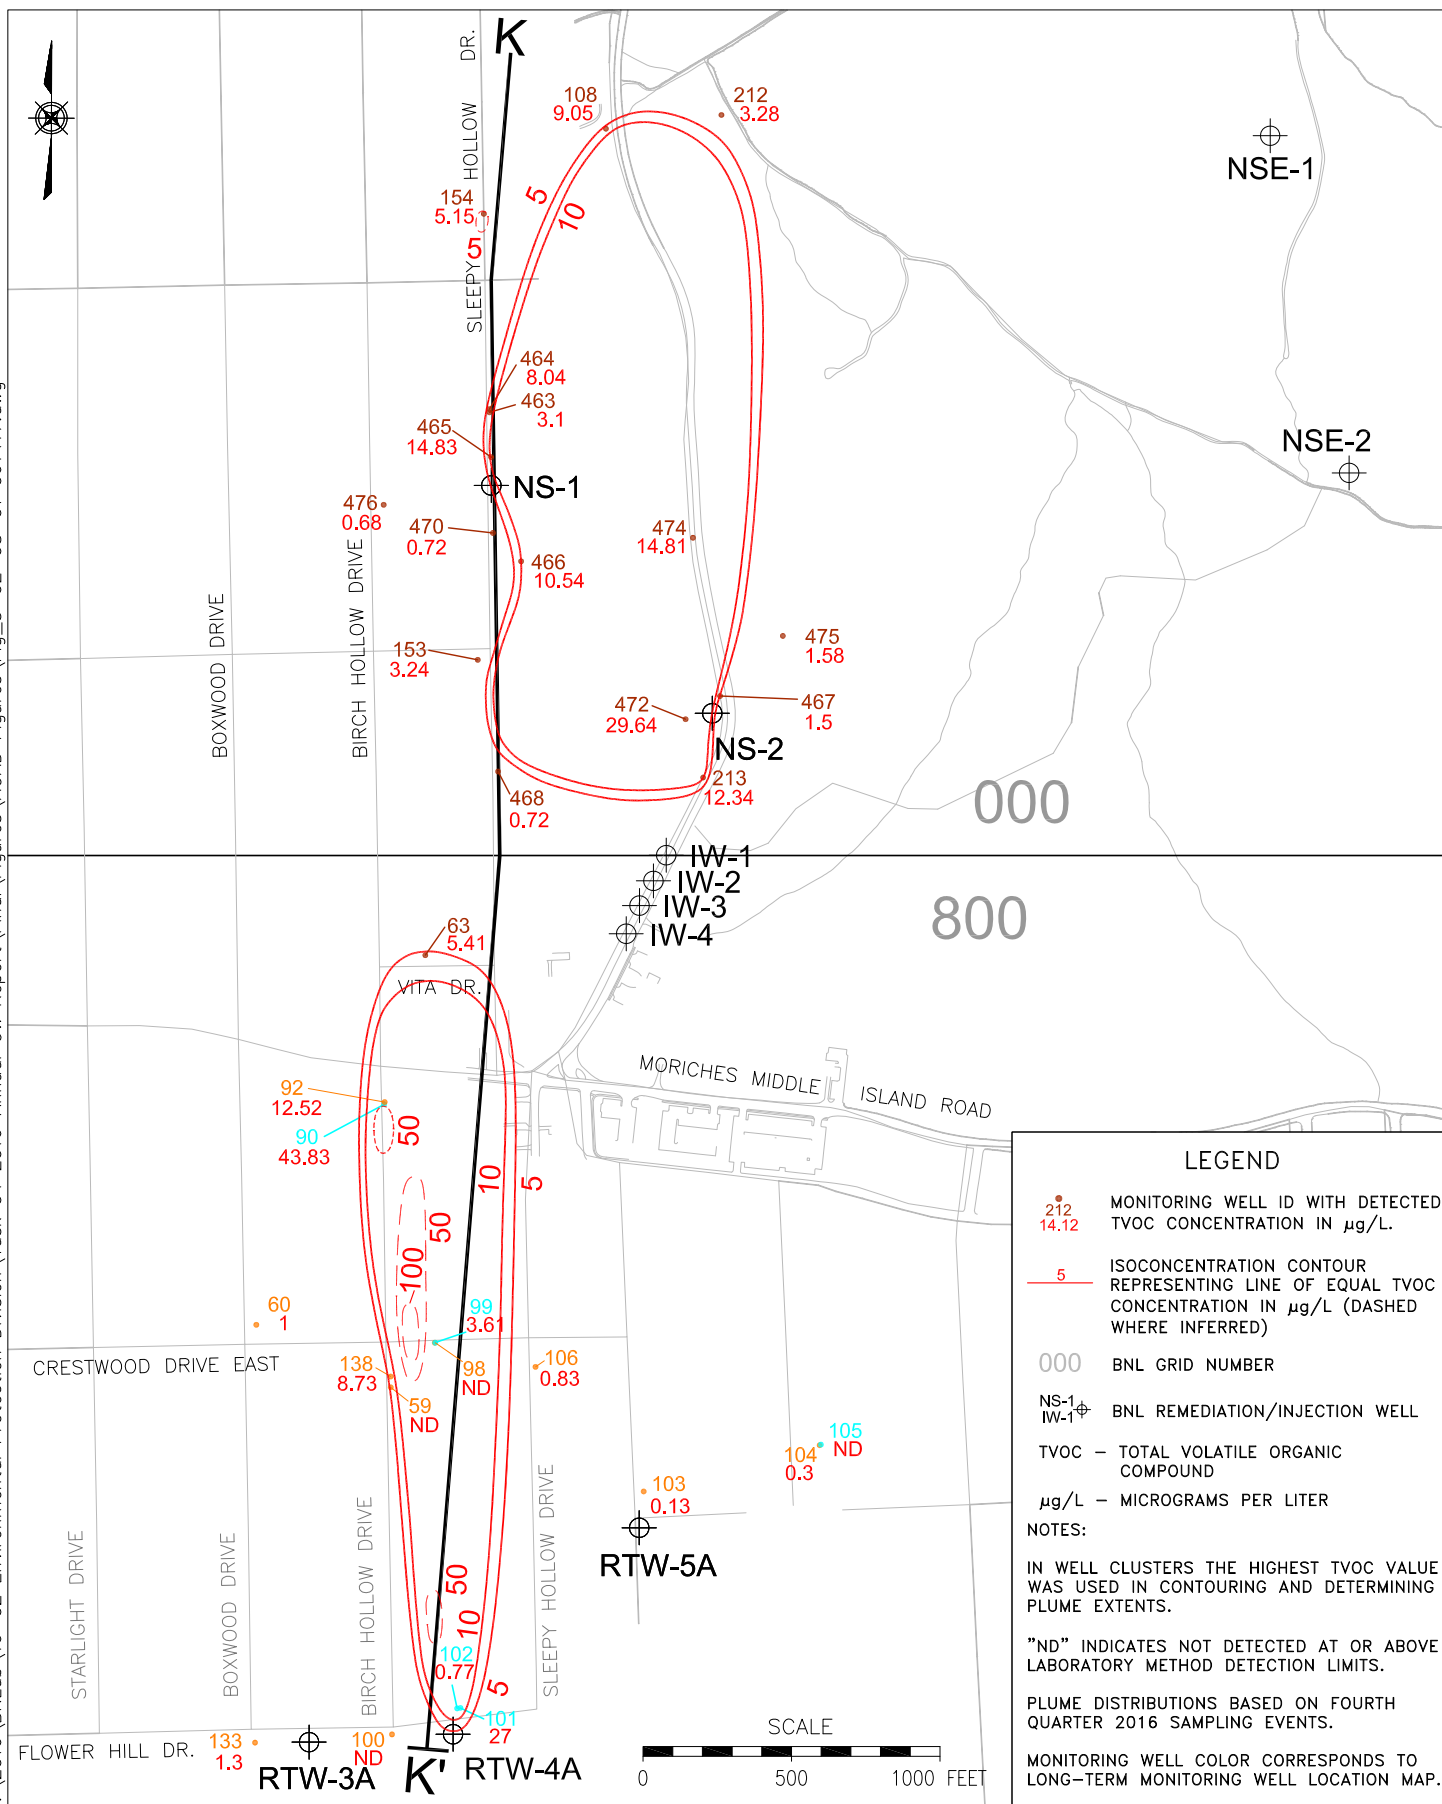 K
SLEEPY HOLLOW DR.
108
9.05
212
3.28
NSE-1
154
5.15
5
5
10
464
8.04
463
3.1
465
14.83
NS-1
NSE-2
476
0.68
470
0.72
466
10.54
474
14.81
BOXWOOD DRIVE
BIRCH HOLLOW DRIVE
153
3.24
475
1.58
472
29.64
467
1.5
NS-2
213
12.34
468
0.72
000
IW-1
IW-2
IW-3
IW-4
800
63
5.41
VITA DR.
MORICHES MIDDLE ISLAND ROAD
92
12.52
90
43.83
50
10
5
50
100
60
1
99
3.61
CRESTWOOD DRIVE EAST
138
8.73
98
ND
106
0.83
59
ND
105
ND
104
0.3
103
0.13
RTW-5A
STARLIGHT DRIVE
BOXWOOD DRIVE
BIRCH HOLLOW DRIVE
SLEEPY HOLLOW DRIVE
50
10
5
102
0.77
101
27
FLOWER HILL DR.
133
1.3
100
ND
RTW-3A
K'
RTW-4A
SCALE
0 500 1000 FEET
LEGEND
212
14.12
MONITORING WELL ID WITH DETECTED
TVOC CONCENTRATION IN µg/L.
5
ISOCONCENTRATION CONTOUR
REPRESENTING LINE OF EQUAL TVOC
CONCENTRATION IN µg/L (DASHED
WHERE INFERRED)
000 BNL GRID NUMBER
NS-1
IW-1
BNL REMEDIATION/INJECTION WELL
TVOC – TOTAL VOLATILE ORGANIC
COMPOUND
µg/L – MICROGRAMS PER LITER
NOTES:
IN WELL CLUSTERS THE HIGHEST TVOC VALUE
WAS USED IN CONTOURING AND DETERMINING
PLUME EXTENTS.
"ND" INDICATES NOT DETECTED AT OR ABOVE
LABORATORY METHOD DETECTION LIMITS.
PLUME DISTRIBUTIONS BASED ON FOURTH
QUARTER 2016 SAMPLING EVENTS.
MONITORING WELL COLOR CORRESPONDS TO
LONG–TERM MONITORING WELL LOCATION MAP.